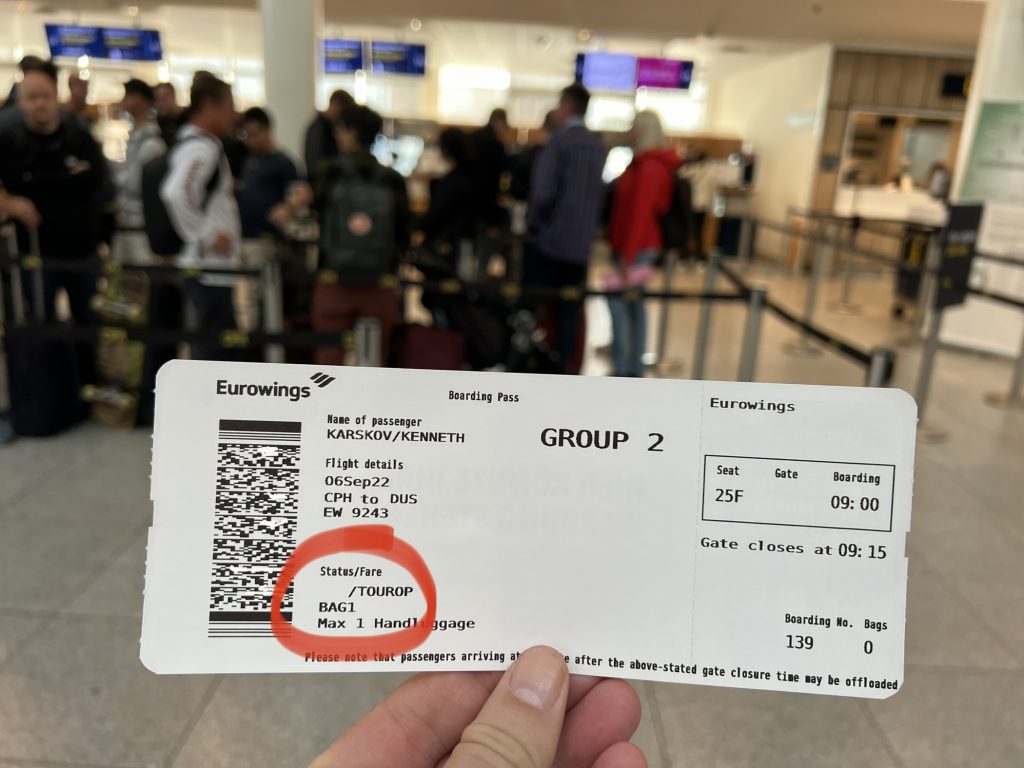 Eurowings
Boarding Pass
Name of passenger
KARSKOV/KENNETH
GROUP 2
Flight details
06Sep22
CPH to DUS
EW 9243
Status/Fare
/TOUROP
BAG1
Max 1 Handluggage
Please note that passengers arriving at after the above-stated gate closure time may be offloaded
Eurowings
Seat Gate Boarding
25F 09:00
Gate closes at 09:15
Boarding No. Bags
139 0